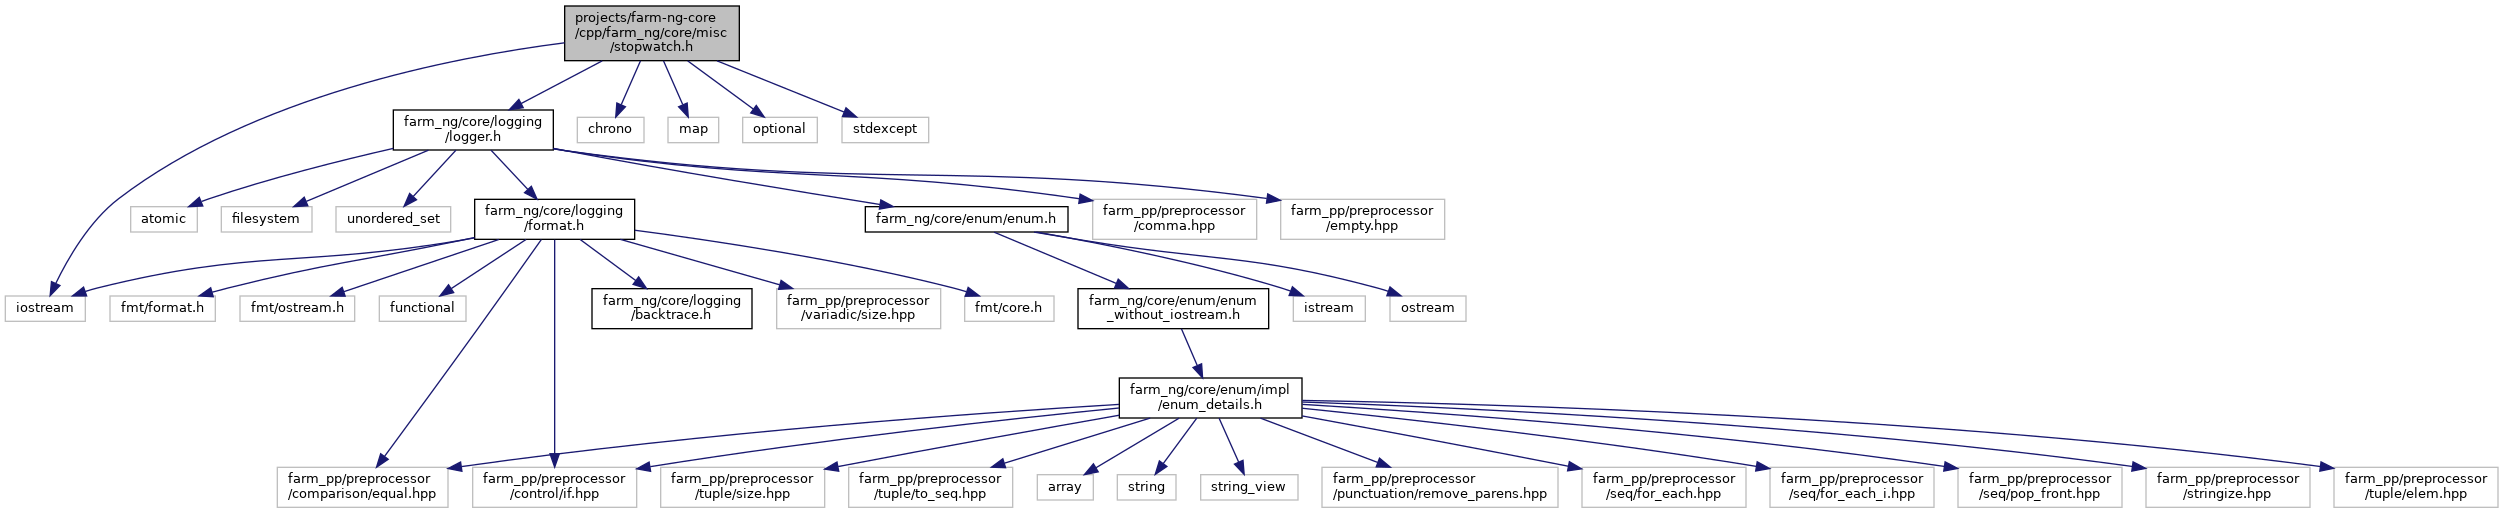 projects/farm-ng-core
/cpp/farm_ng/core/misc
/stopwatch.h
farm_ng/core/logging
/logger.h
chrono
map
optional
stdexcept
atomic
filesystem
unordered_set
farm_ng/core/logging
/format.h
farm_ng/core/enum/enum.h
farm_pp/preprocessor
/comma.hpp
farm_pp/preprocessor
/empty.hpp
iostream
fmt/format.h
fmt/ostream.h
functional
farm_ng/core/logging
/backtrace.h
farm_pp/preprocessor
/variadic/size.hpp
fmt/core.h
farm_ng/core/enum/enum
_without_iostream.h
istream
ostream
farm_ng/core/enum/impl
/enum_details.h
farm_pp/preprocessor
/comparison/equal.hpp
farm_pp/preprocessor
/control/if.hpp
farm_pp/preprocessor
/tuple/size.hpp
farm_pp/preprocessor
/tuple/to_seq.hpp
array
string
string_view
farm_pp/preprocessor
/punctuation/remove_parens.hpp
farm_pp/preprocessor
/seq/for_each.hpp
farm_pp/preprocessor
/seq/for_each_i.hpp
farm_pp/preprocessor
/seq/pop_front.hpp
farm_pp/preprocessor
/stringize.hpp
farm_pp/preprocessor
/tuple/elem.hpp